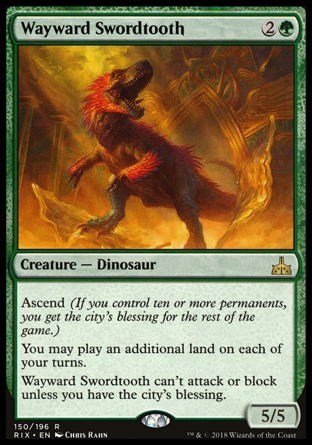 Wayward Swordtooth 2
Creature — Dinosaur
Ascend (If you control ten or more permanents,
you get the city's blessing for the rest of the
game.)
You may play an additional land on each of
your turns.
Wayward Swordtooth can't attack or block
unless you have the city's blessing.
5/5
150/196 R
RIX • EN Chris Rahn
™ & © 2018 Wizards of the Coast